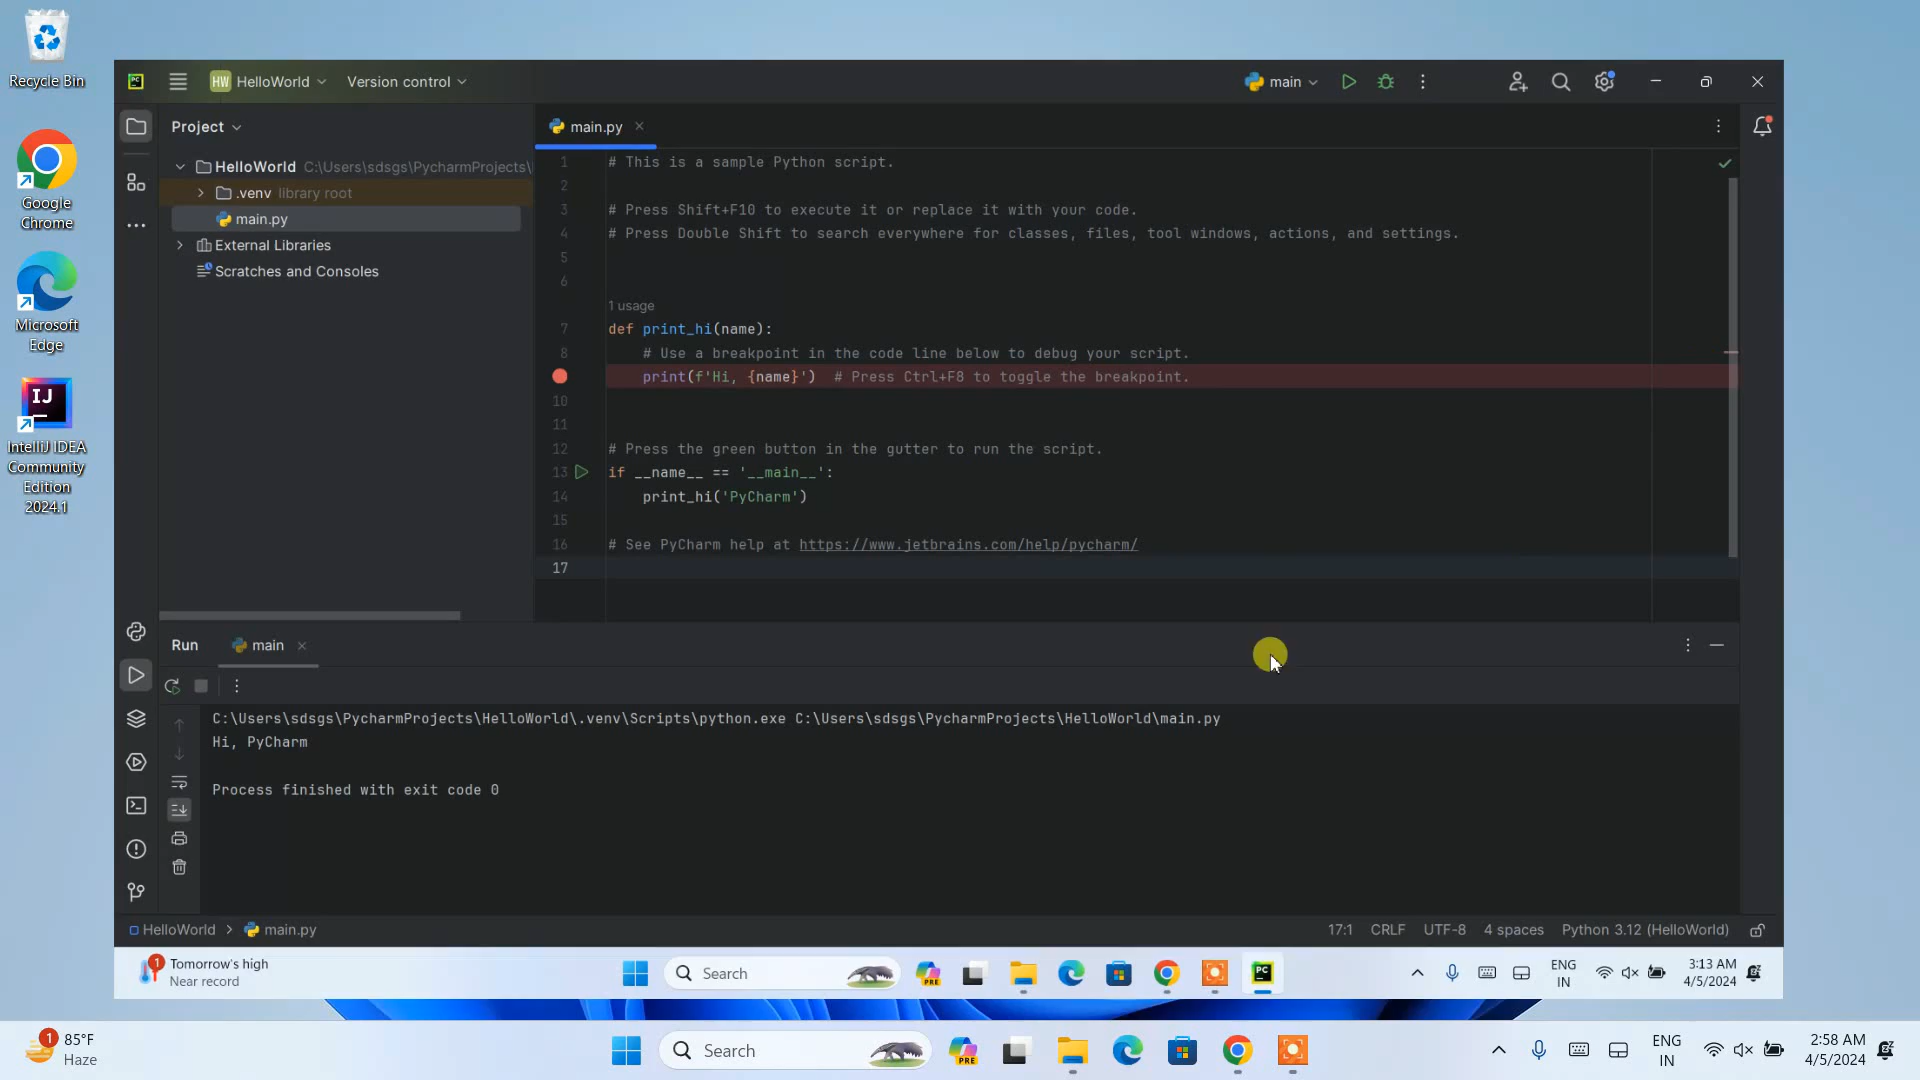 Recycle Bin
Google
Chrome
Microsoft
Edge
IJ
IntelliJ IDEA
Community
Edition
2024.1
PC
HW HelloWorld
Version control
main
Project
main.py
HelloWorld C:\Users\sdsgs\PycharmProjects\
.venv library root
main.py
External Libraries
Scratches and Consoles
1 # This is a sample Python script.
2
3 # Press Shift+F10 to execute it or replace it with your code.
4 # Press Double Shift to search everywhere for classes, files, tool windows, actions, and settings.
5
6
1 usage
7 def print_hi(name):
8 # Use a breakpoint in the code line below to debug your script.
print(f'Hi, {name}')  # Press Ctrl+F8 to toggle the breakpoint.
10
11
12 # Press the green button in the gutter to run the script.
13 if __name__ == '__main__':
14 print_hi('PyCharm')
15
16 # See PyCharm help at https://www.jetbrains.com/help/pycharm/
17
Run main
C:\Users\sdsgs\PycharmProjects\HelloWorld\.venv\Scripts\python.exe C:\Users\sdsgs\PycharmProjects\HelloWorld\main.py
Hi, PyCharm
Process finished with exit code 0
HelloWorld > main.py
17:1 CRLF UTF-8 4 spaces Python 3.12 (HelloWorld)
1 Tomorrow's high
Near record
Search
PRE
PC
ENG
IN
3:13 AM
4/5/2024
1 85°F
Haze
Search
PRE
ENG
IN
2:58 AM
4/5/2024